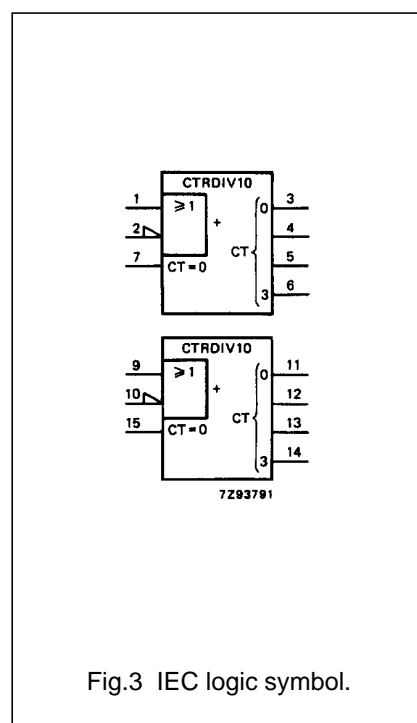 CTRDIV10
1 ≥1 0 3
2 + 4
7 CT=0 CT 5
3 6
CTRDIV10
9 ≥1 0 11
10 + 12
15 CT=0 CT 13
3 14
7Z93791
Fig.3 IEC logic symbol.